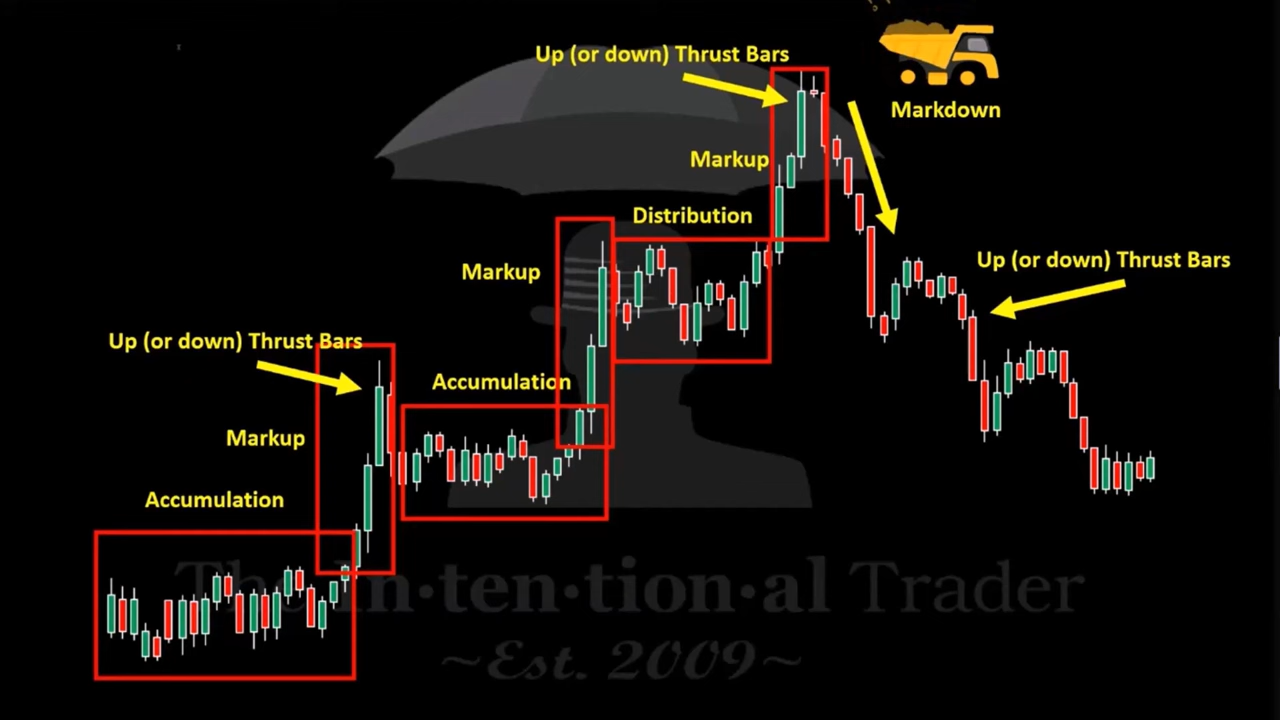 Up (or down) Thrust Bars
Markdown
Markup
Distribution
Up (or down) Thrust Bars
Markup
Up (or down) Thrust Bars
Accumulation
Markup
Accumulation
The In·ten·tion·al Trader
~Est. 2009~